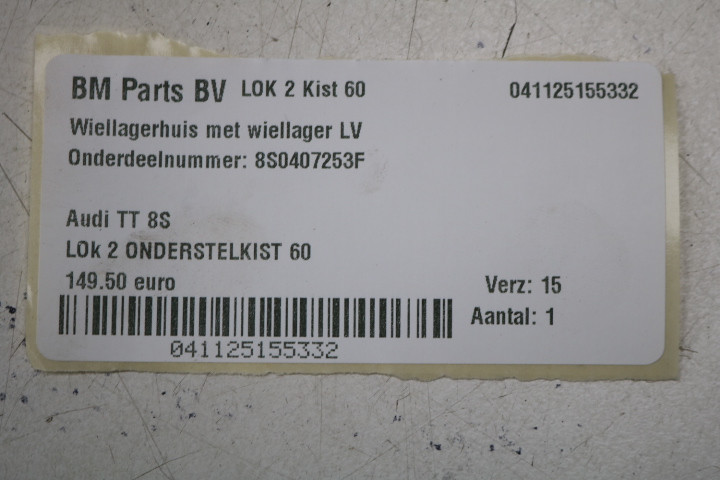 BM Parts BV LOK 2 Kist 60 041125155332
Wiellagerhuis met wiellager LV
Onderdeelnummer: 8S0407253F
Audi TT 8S
LOk 2 ONDERSTELKIST 60
149.50 euro Verz: 15
Aantal: 1
041125155332